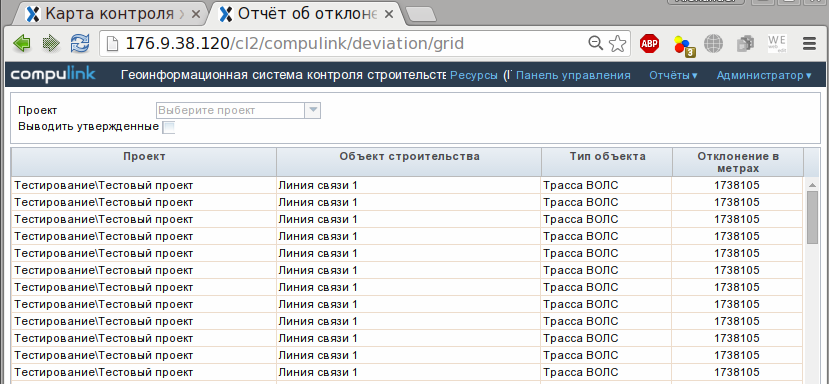 Карта контроля
Отчёт об отклоне
176.9.38.120/cl2/compulink/deviation/grid
ABP
3
WE
compulink
Геоинформационная система контроля строительств
Ресурсы
Панель управления
Отчёты
Администратор
Проект
Выберите проект
Выводить утвержденные
Проект Объект строительства Тип объекта Отклонение в
метрах
Тестирование\Тестовый проект Линия связи 1 Трасса ВОЛС 1738105
Тестирование\Тестовый проект Линия связи 1 Трасса ВОЛС 1738105
Тестирование\Тестовый проект Линия связи 1 Трасса ВОЛС 1738105
Тестирование\Тестовый проект Линия связи 1 Трасса ВОЛС 1738105
Тестирование\Тестовый проект Линия связи 1 Трасса ВОЛС 1738105
Тестирование\Тестовый проект Линия связи 1 Трасса ВОЛС 1738105
Тестирование\Тестовый проект Линия связи 1 Трасса ВОЛС 1738105
Тестирование\Тестовый проект Линия связи 1 Трасса ВОЛС 1738105
Тестирование\Тестовый проект Линия связи 1 Трасса ВОЛС 1738105
Тестирование\Тестовый проект Линия связи 1 Трасса ВОЛС 1738105
Тестирование\Тестовый проект Линия связи 1 Трасса ВОЛС 1738105
Тестирование\Тестовый проект Линия связи 1 Трасса ВОЛС 1738105